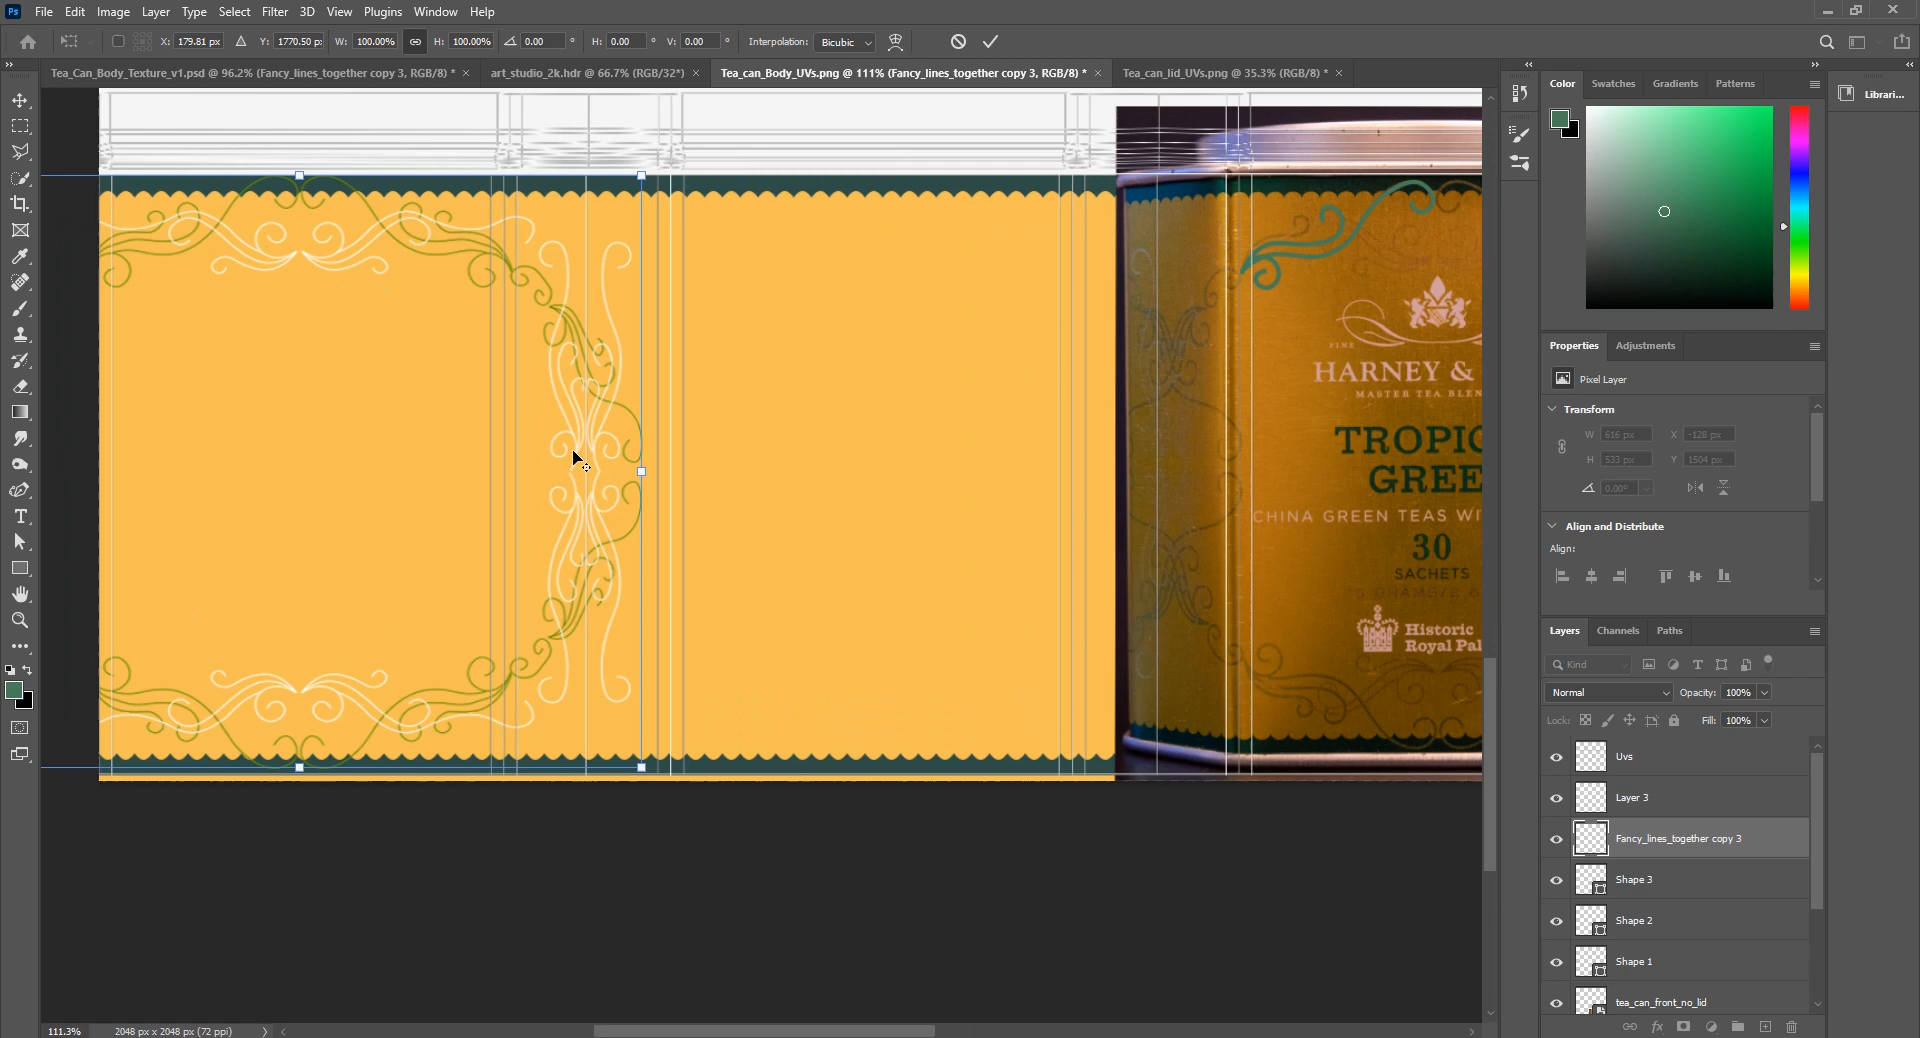 Ps File Edit Image Layer Type Select Filter 3D View Plugins Window Help
X: 179.81 px Y: 1770.50 p: W: 100.00% H: 100.00% 0.00 ° H: 0.00 ° V: 0.00 ° Interpolation: Bicubic
Tea_Can_Body_Texture_v1.psd @ 96.2% (Fancy_lines_together copy 3, RGB/8) * ×
art_studio_2k.hdr @ 66.7% (RGB/32*) ×
Tea_can_Body_UVs.png @ 111% (Fancy_lines_together copy 3, RGB/8) * ×
Tea_can_lid_UVs.png @ 35.3% (RGB/8) * ×
Color Swatches Gradients Patterns
Librari...
FINE
HARNEY &
MASTER TEA BLEN
TROPIC
GREE
CHINA GREEN TEAS WI
30
SACHETS
Historic
Royal Pal
Properties Adjustments
Pixel Layer
Transform
W 616 px X -128 px
H 533 px Y 1504 px
0.00°
Align and Distribute
Align:
Layers Channels Paths
Kind
Normal Opacity: 100%
Lock: Fill: 100%
Uvs
Layer 3
Fancy_lines_together copy 3
Shape 3
Shape 2
Shape 1
tea_can_front_no_lid
fx
111.3% 2048 px x 2048 px (72 ppi)